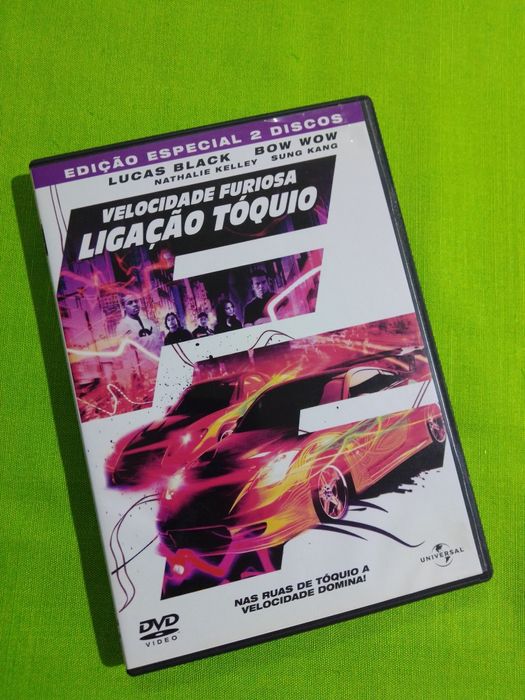 EDIÇÃO ESPECIAL 2 DISCOS
LUCAS BLACK BOW WOW
NATHALIE KELLEY SUNG KANG
VELOCIDADE FURIOSA
LIGAÇÃO TÓQUIO
NAS RUAS DE TÓQUIO A
VELOCIDADE DOMINA!
UNIVERSAL
DVD
VIDEO